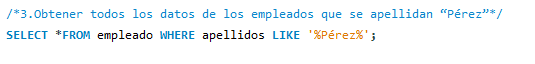 /*3.Obtener todos los datos de los empleados que se apellidan “Pérez”*/
SELECT *FROM empleado WHERE apellidos LIKE '%Pérez%';